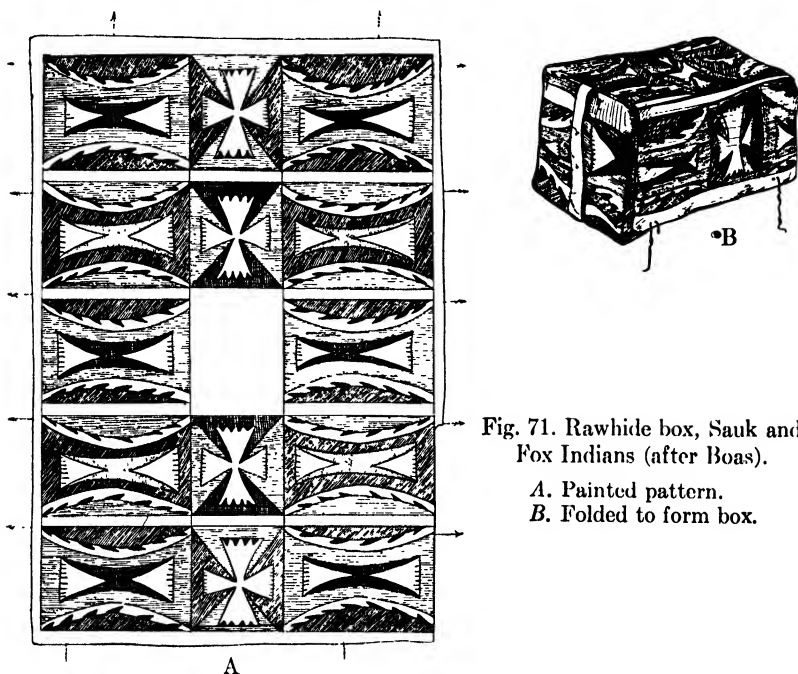 B
Fig. 71. Rawhide box, Sauk and
Fox Indians (after Boas).
A. Painted pattern.
B. Folded to form box.
A